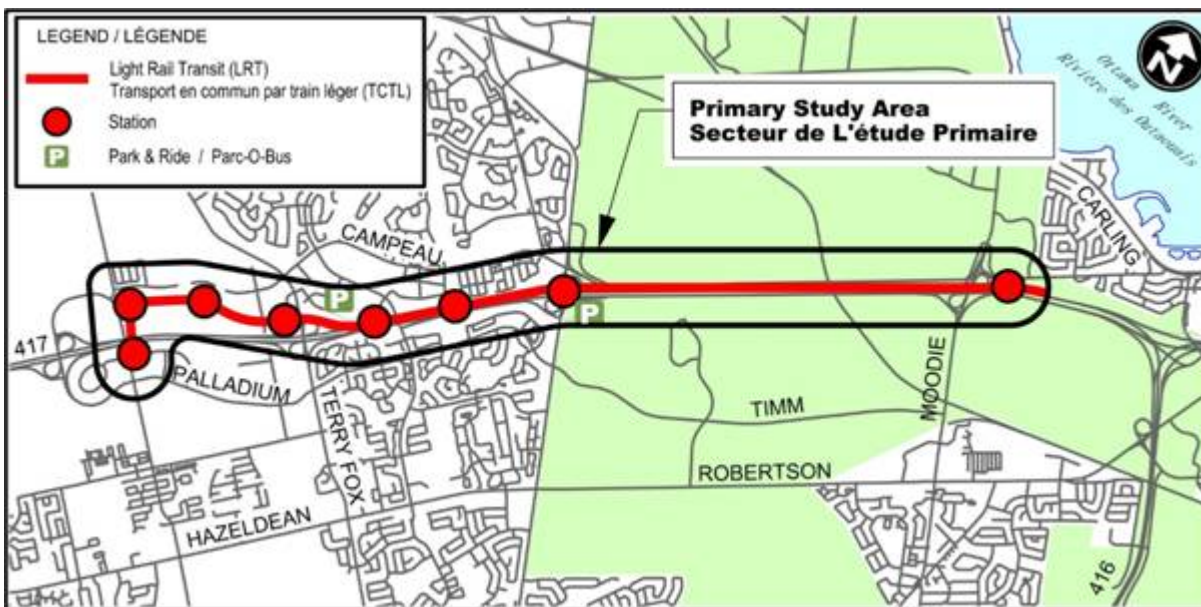 LEGEND / LÉGENDE
Light Rail Transit (LRT)
Transport en commun par train léger (TCTL)
Station
P
Park & Ride / Parc-O-Bus
N
Ottawa River
Rivière des Outaouais
Primary Study Area
Secteur de L'étude Primaire
CARLING
CAMPEAU
P
P
417
PALLADIUM
TERRY FOX
MOODIE
TIMM
ROBERTSON
HAZELDEAN
416